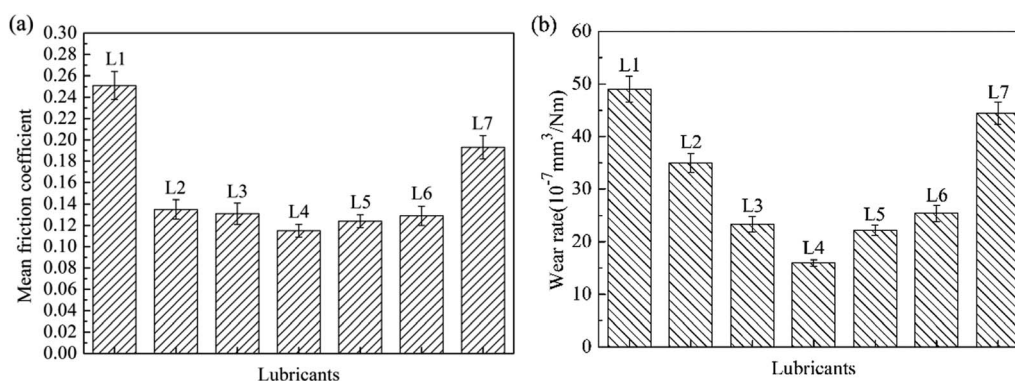 (a)
Mean friction coefficient
0.30
0.28
0.26
0.24
0.22
0.20
0.18
0.16
0.14
0.12
0.10
0.08
0.06
0.04
0.02
0.00
L1
L2
L3
L4
L5
L6
L7
Lubricants
(b)
Wear rate(10⁻⁷mm³/Nm)
60
50
40
30
20
10
0
L1
L2
L3
L4
L5
L6
L7
Lubricants